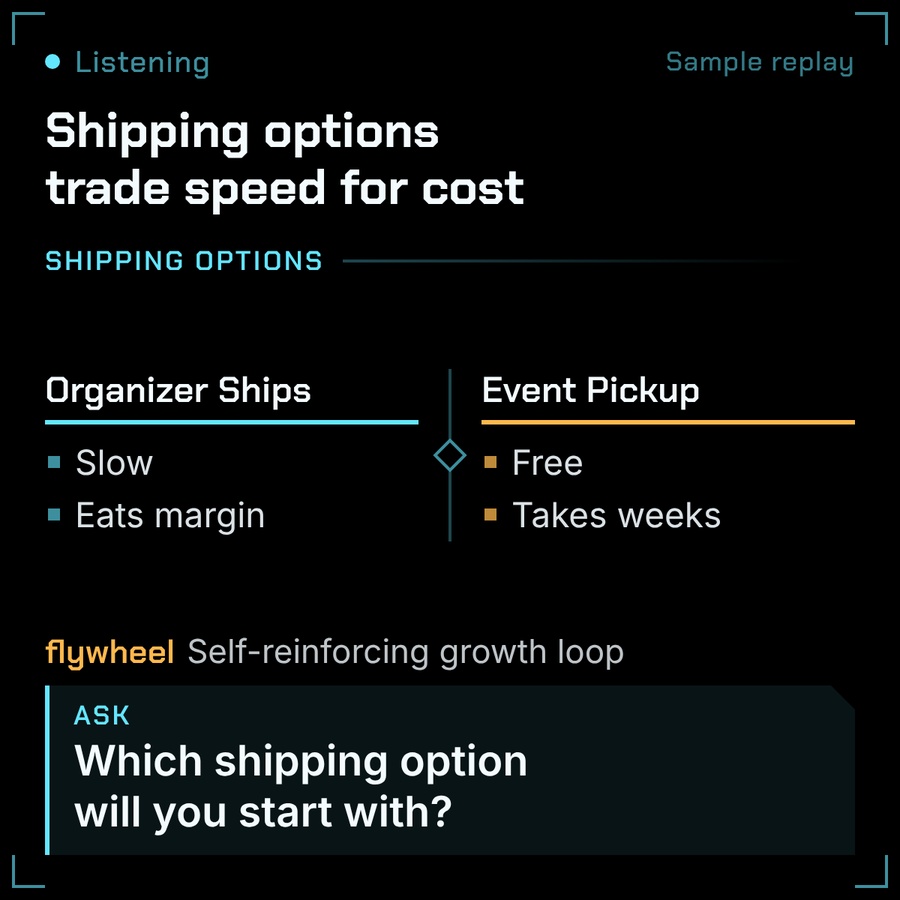 Listening
Sample replay
Shipping options
trade speed for cost
SHIPPING OPTIONS
Organizer Ships
Slow
Eats margin
Event Pickup
Free
Takes weeks
flywheel Self-reinforcing growth loop
ASK
Which shipping option
will you start with?